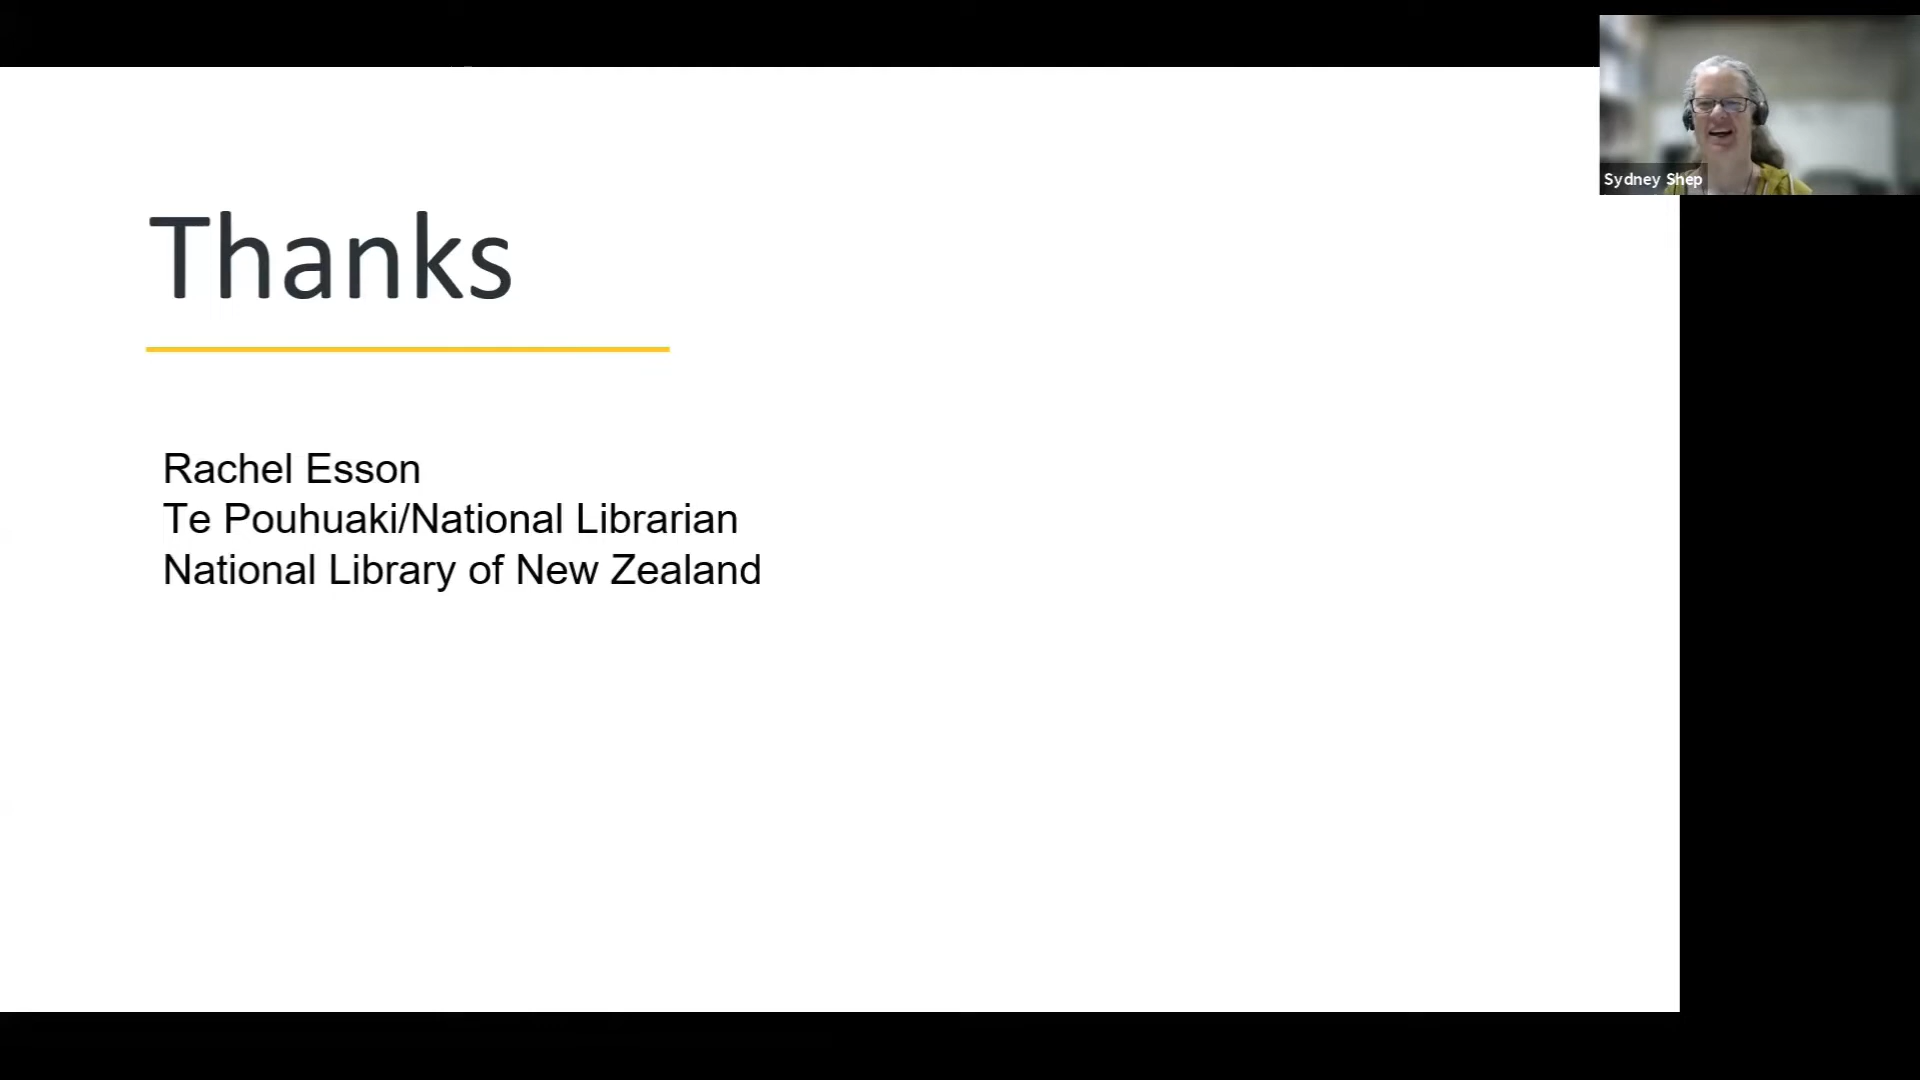 Thanks
Rachel Esson
Te Pouhuaki/National Librarian
National Library of New Zealand
Sydney Shep